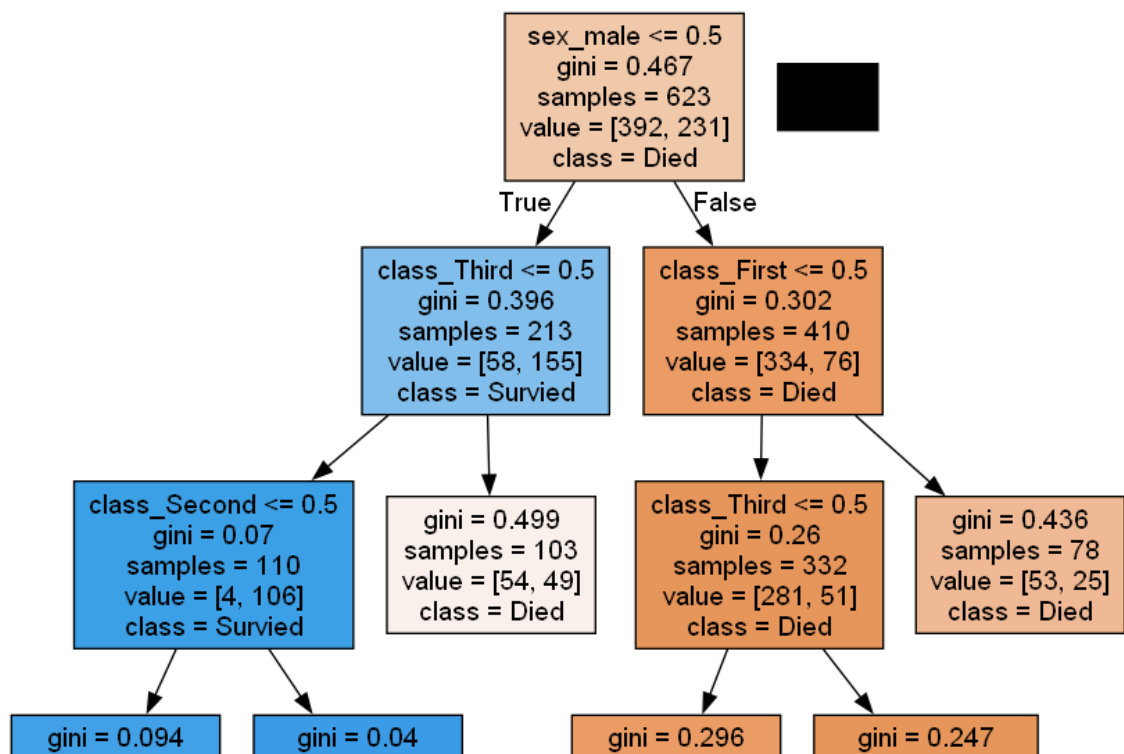 sex_male <= 0.5
gini = 0.467
samples = 623
value = [392, 231]
class = Died
True
False
class_Third <= 0.5
gini = 0.396
samples = 213
value = [58, 155]
class = Survied
class_First <= 0.5
gini = 0.302
samples = 410
value = [334, 76]
class = Died
class_Second <= 0.5
gini = 0.07
samples = 110
value = [4, 106]
class = Survied
gini = 0.499
samples = 103
value = [54, 49]
class = Died
class_Third <= 0.5
gini = 0.26
samples = 332
value = [281, 51]
class = Died
gini = 0.436
samples = 78
value = [53, 25]
class = Died
gini = 0.094
gini = 0.04
gini = 0.296
gini = 0.247